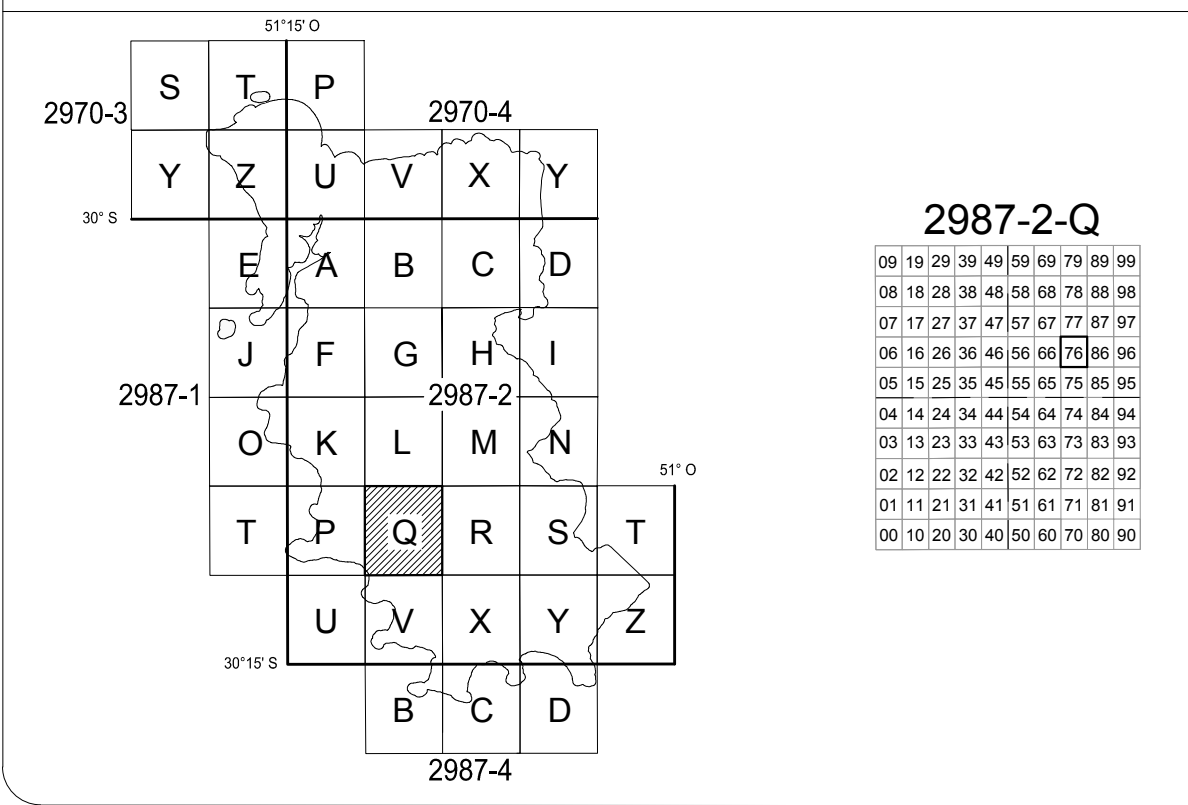 51°15' O
S T P
2970-3 2970-4
Y Z U V X Y
30° S
E A B C D
J F G H I
2987-1 2987-2
O K L M N
51° O
T P Q R S T
U V X Y Z
30°15' S
B C D
2987-4
2987-2-Q
09 19 29 39 49 59 69 79 89 99
08 18 28 38 48 58 68 78 88 98
07 17 27 37 47 57 67 77 87 97
06 16 26 36 46 56 66 76 86 96
05 15 25 35 45 55 65 75 85 95
04 14 24 34 44 54 64 74 84 94
03 13 23 33 43 53 63 73 83 93
02 12 22 32 42 52 62 72 82 92
01 11 21 31 41 51 61 71 81 91
00 10 20 30 40 50 60 70 80 90